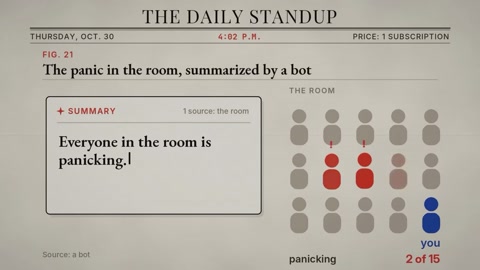 THE DAILY STANDUP
THURSDAY, OCT. 30
4:02 P.M.
PRICE: 1 SUBSCRIPTION
FIG. 21
The panic in the room, summarized by a bot
SUMMARY
1 source: the room
Everyone in the room is
panicking.
THE ROOM
!
!
you
panicking
2 of 15
Source: a bot